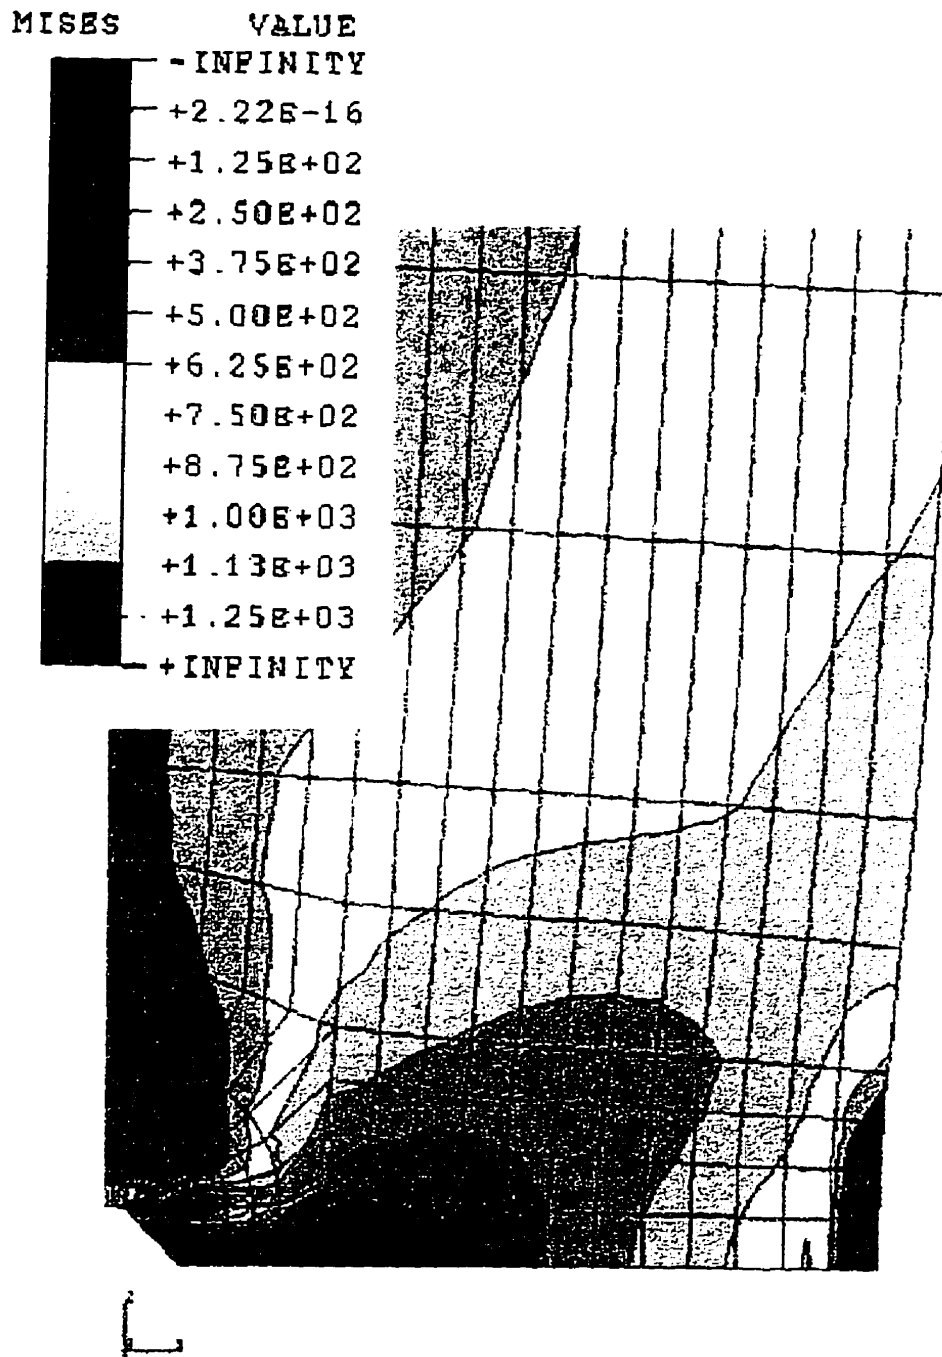 MISES VALUE
-INFINITY
+2.22E-16
+1.25E+02
+2.50E+02
+3.75E+02
+5.00E+02
+6.25E+02
+7.50E+02
+8.75E+02
+1.00E+03
+1.13E+03
+1.25E+03
+INFINITY